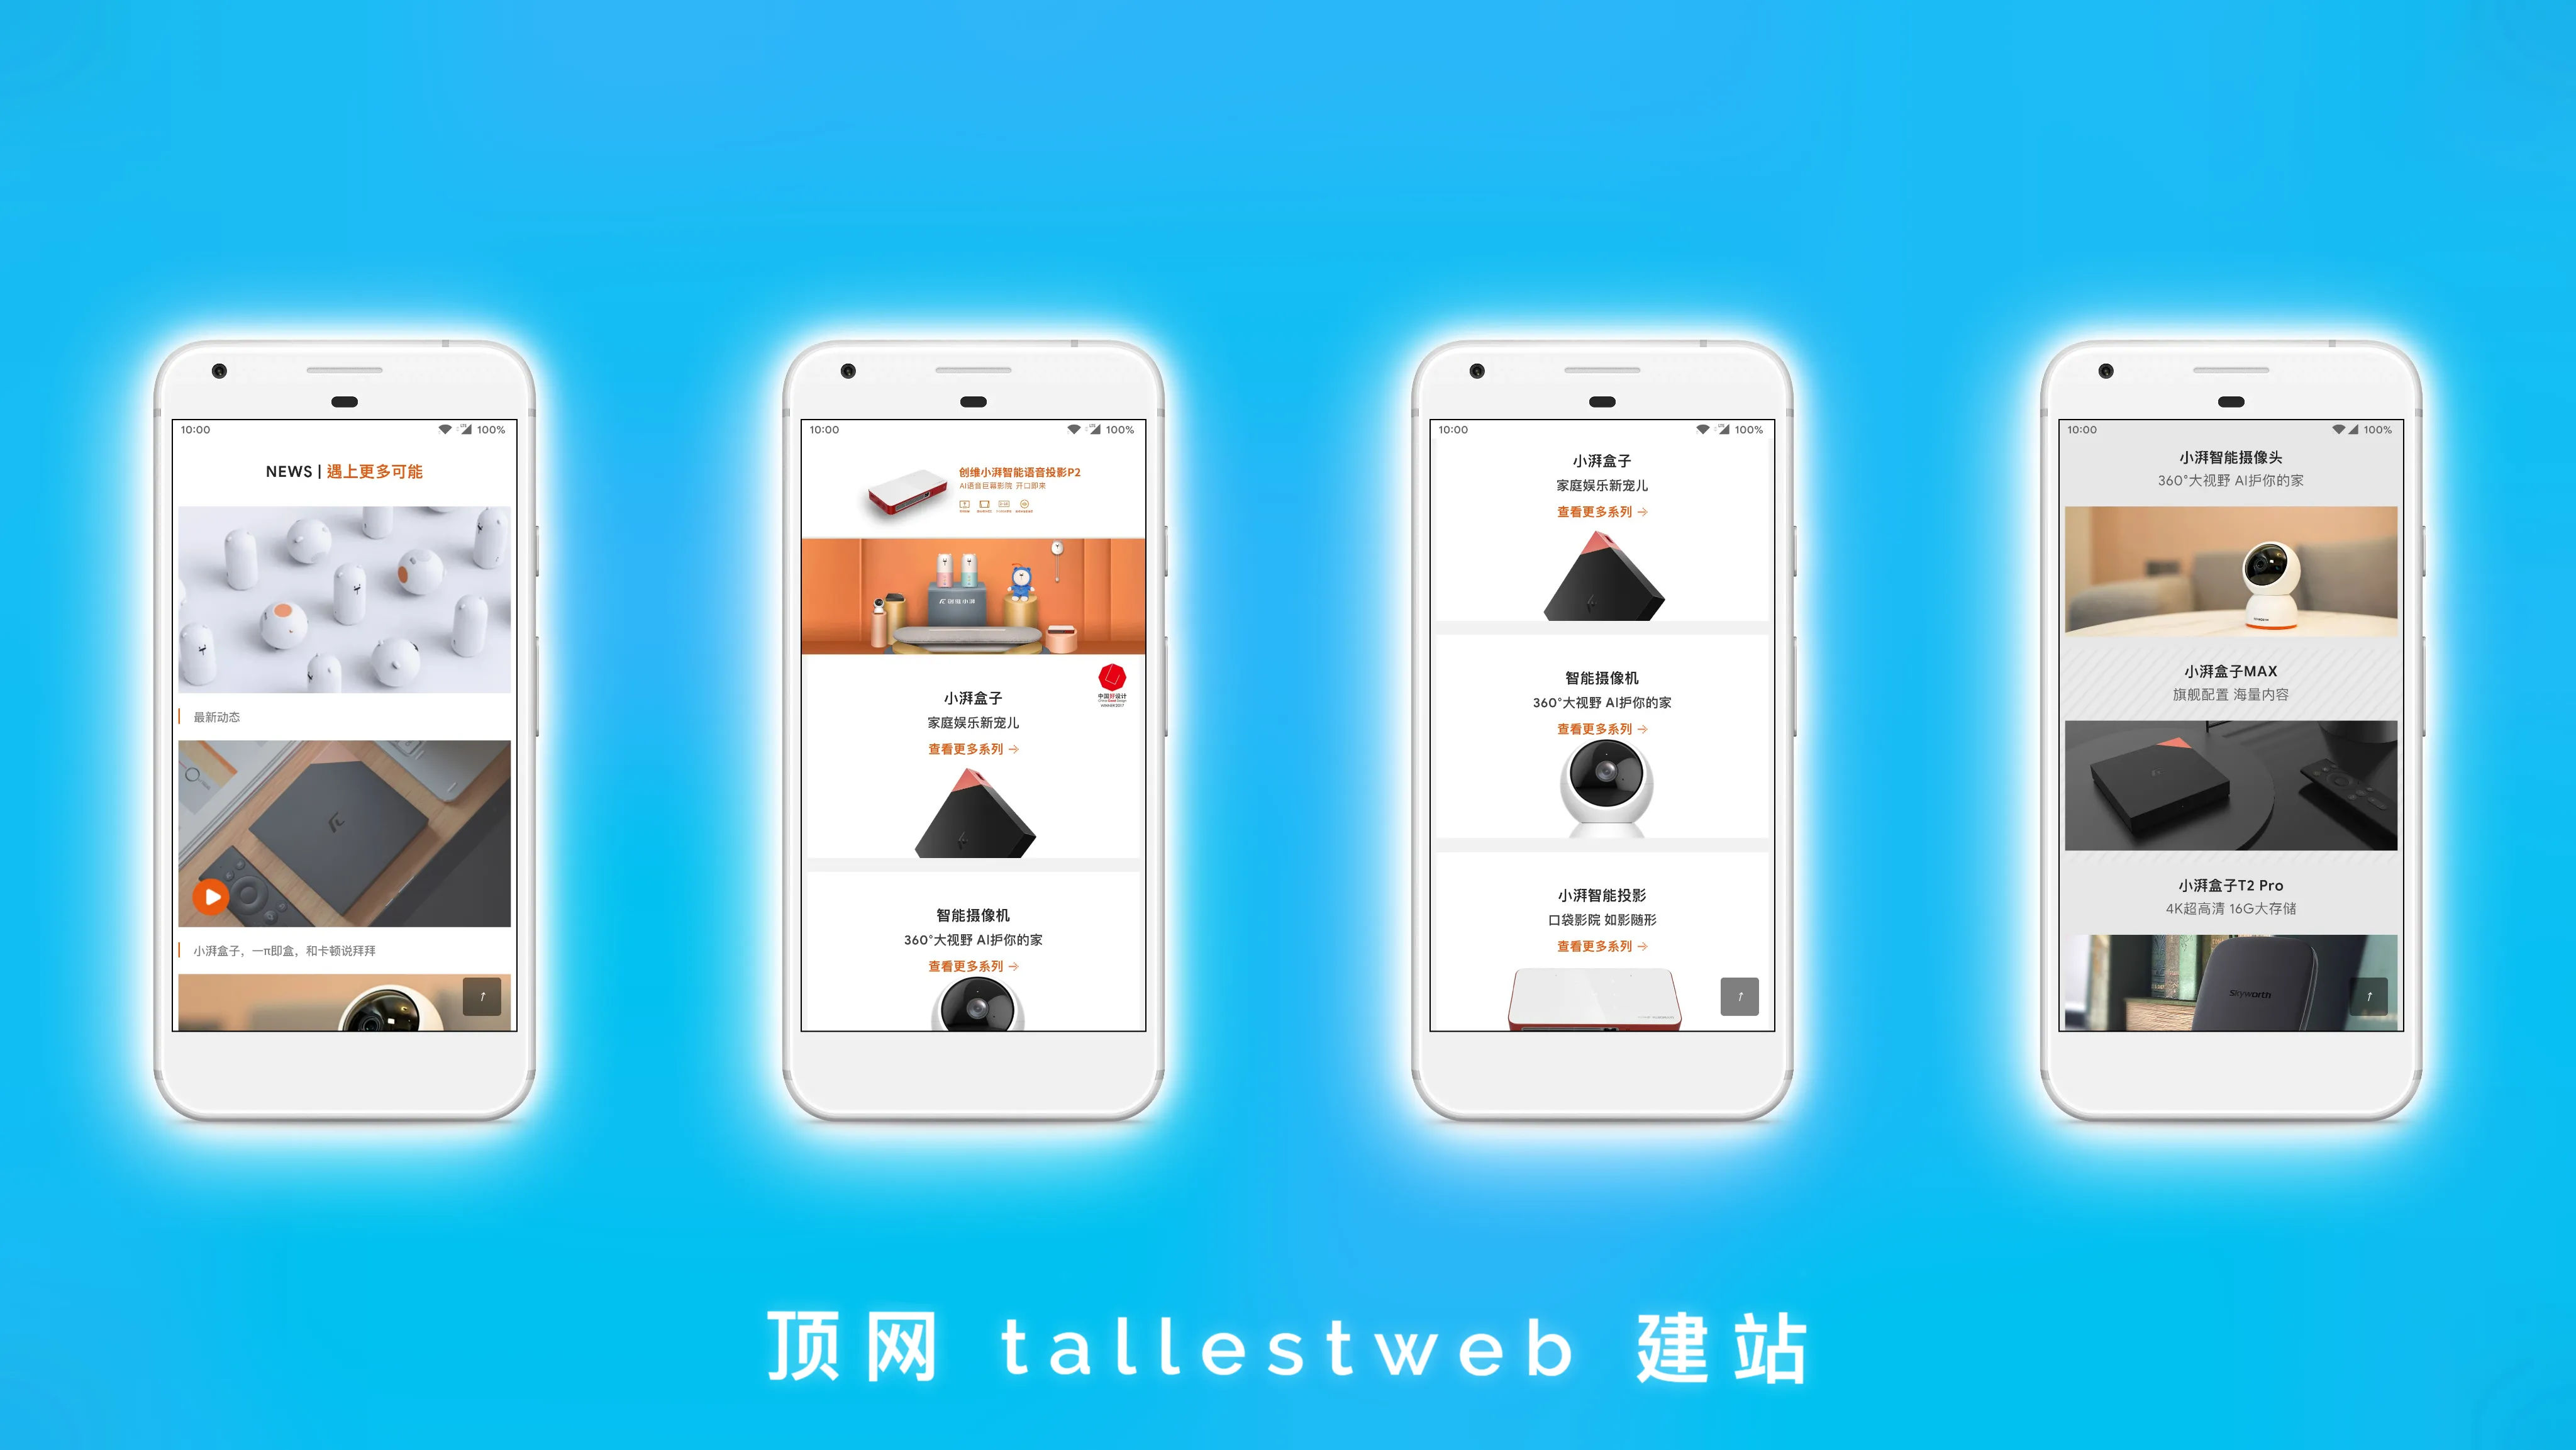 10:00
100%
NEWS | 遇上更多可能
最新动态
小湃盒子，一π即盒，和卡顿说拜拜
10:00
100%
创维小湃智能语音投影P2
AI语音巨幕影院 开口即来
创维小湃
中国好设计
小湃盒子
家庭娱乐新宠儿
查看更多系列 →
智能摄像机
360°大视野 AI护你的家
查看更多系列 →
10:00
100%
小湃盒子
家庭娱乐新宠儿
查看更多系列 →
智能摄像机
360°大视野 AI护你的家
查看更多系列 →
小湃智能投影
口袋影院 如影随形
查看更多系列 →
10:00
100%
小湃智能摄像头
360°大视野 AI护你的家
小湃盒子MAX
旗舰配置 海量内容
小湃盒子T2 Pro
4K超高清 16G大存储
Skyworth
顶网 tallestweb 建站